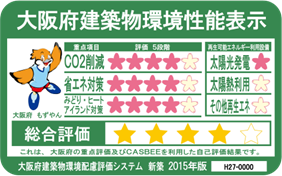 大阪府建築物環境性能表示
重点項目 評価 5段階 再生可能エネルギー利用設備
CO2削減 ★★★★☆ 太陽光発電 ★
省エネ対策 ★★★★☆ 太陽熱利用 ☆
みどり・ヒートアイランド対策 ★★★★☆ その他再生エネ ☆
大阪府 もずやん
総合評価 ★★★★☆
これは、大阪府の重点評価及びCASBEEを利用した自己評価結果です。
大阪府建築物環境配慮評価システム 新築 2015年版 H27-0000